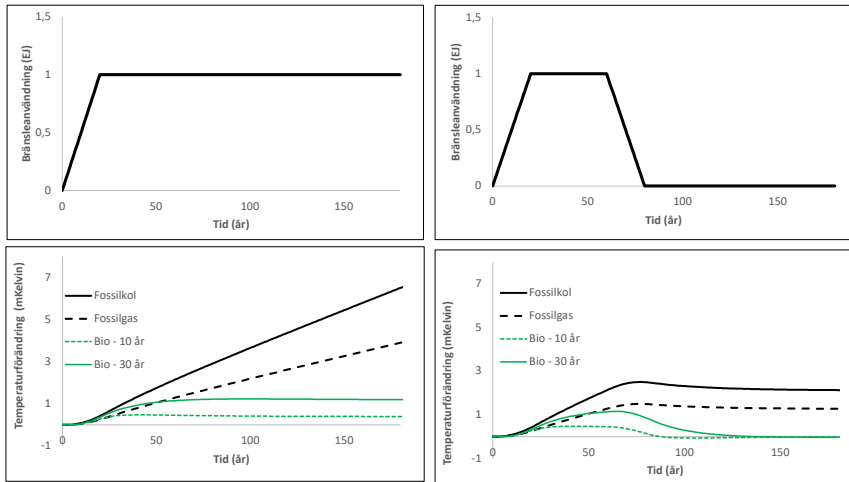 Bränsleanvändning (EJ)
1,5
1
0,5
0
0
50
100
150
Tid (år)
Bränsleanvändning (EJ)
1,5
1
0,5
0
0
50
100
150
Tid (år)
Temperaturförändring (mKelvin)
7
5
3
1
-1
Fossilkol
Fossilgas
Bio - 10 år
Bio - 30 år
0
50
100
150
Tid (år)
Temperaturförändring (mKelvin)
7
5
3
1
-1
Fossilkol
Fossilgas
Bio - 10 år
Bio - 30 år
0
50
100
150
Tid (år)